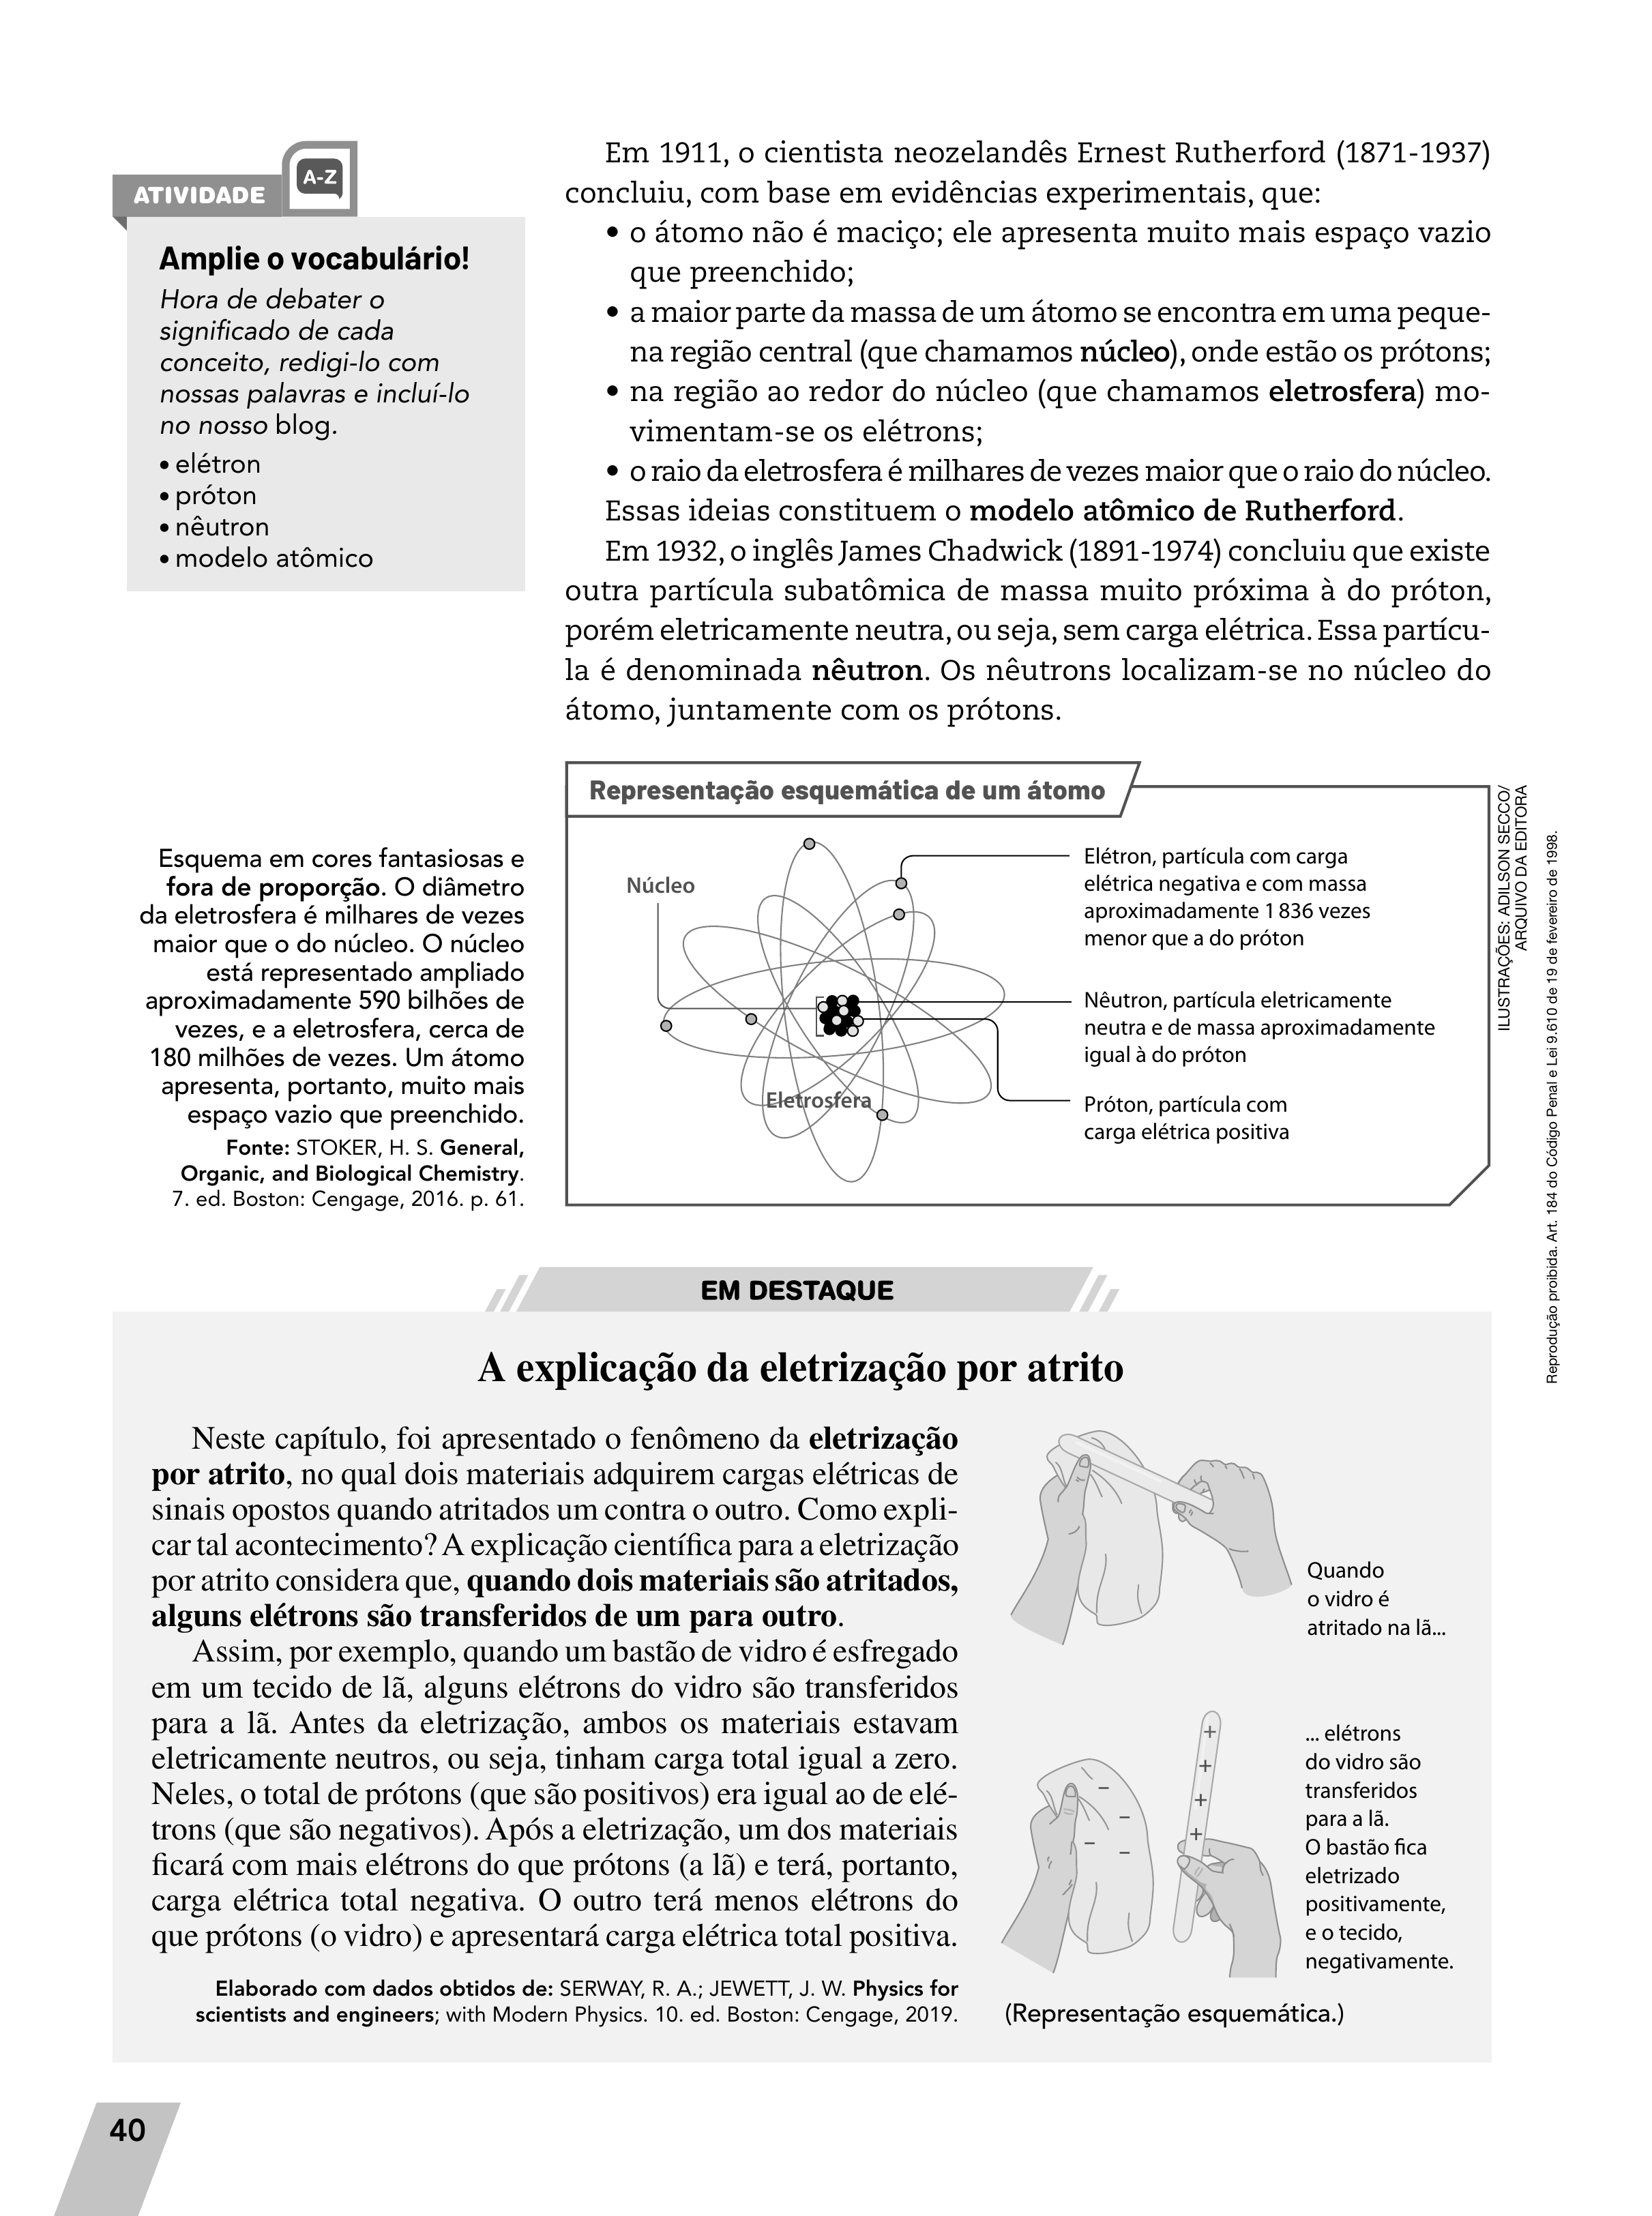 ATIVIDADE
A-Z
Amplie o vocabulário!
Hora de debater o
significado de cada
conceito, redigi-lo com
nossas palavras e incluí-lo
no nosso blog.
• elétron
• próton
• nêutron
• modelo atômico
Em 1911, o cientista neozelandês Ernest Rutherford (1871-1937)
concluiu, com base em evidências experimentais, que:
• o átomo não é maciço; ele apresenta muito mais espaço vazio
que preenchido;
• a maior parte da massa de um átomo se encontra em uma peque-
na região central (que chamamos núcleo), onde estão os prótons;
• na região ao redor do núcleo (que chamamos eletrosfera) mo-
vimentam-se os elétrons;
• o raio da eletrosfera é milhares de vezes maior que o raio do núcleo.
Essas ideias constituem o modelo atômico de Rutherford.
Em 1932, o inglês James Chadwick (1891-1974) concluiu que existe
outra partícula subatômica de massa muito próxima à do próton,
porém eletricamente neutra, ou seja, sem carga elétrica. Essa partícu-
la é denominada nêutron. Os nêutrons localizam-se no núcleo do
átomo, juntamente com os prótons.
Esquema em cores fantasiosas e
fora de proporção. O diâmetro
da eletrosfera é milhares de vezes
maior que o do núcleo. O núcleo
está representado ampliado
aproximadamente 590 bilhões de
vezes, e a eletrosfera, cerca de
180 milhões de vezes. Um átomo
apresenta, portanto, muito mais
espaço vazio que preenchido.
Fonte: STOKER, H. S. General,
Organic, and Biological Chemistry.
7. ed. Boston: Cengage, 2016. p. 61.
Representação esquemática de um átomo
Núcleo
Eletrosfera
Elétron, partícula com carga
elétrica negativa e com massa
aproximadamente 1 836 vezes
menor que a do próton
Nêutron, partícula eletricamente
neutra e de massa aproximadamente
igual à do próton
Próton, partícula com
carga elétrica positiva
ILUSTRAÇÕES: ADILSON SECCO/
ARQUIVO DA EDITORA
Reprodução proibida. Art. 184 do Código Penal e Lei 9.610 de 19 de fevereiro de 1998.
EM DESTAQUE
A explicação da eletrização por atrito
Neste capítulo, foi apresentado o fenômeno da eletrização
por atrito, no qual dois materiais adquirem cargas elétricas de
sinais opostos quando atritados um contra o outro. Como expli-
car tal acontecimento? A explicação científica para a eletrização
por atrito considera que, quando dois materiais são atritados,
alguns elétrons são transferidos de um para outro.
Assim, por exemplo, quando um bastão de vidro é esfregado
em um tecido de lã, alguns elétrons do vidro são transferidos
para a lã. Antes da eletrização, ambos os materiais estavam
eletricamente neutros, ou seja, tinham carga total igual a zero.
Neles, o total de prótons (que são positivos) era igual ao de elé-
trons (que são negativos). Após a eletrização, um dos materiais
ficará com mais elétrons do que prótons (a lã) e terá, portanto,
carga elétrica total negativa. O outro terá menos elétrons do
que prótons (o vidro) e apresentará carga elétrica total positiva.
Elaborado com dados obtidos de: SERWAY, R. A.; JEWETT, J. W. Physics for
scientists and engineers; with Modern Physics. 10. ed. Boston: Cengage, 2019.
Quando
o vidro é
atritado na lã...
... elétrons
do vidro são
transferidos
para a lã.
O bastão fica
eletrizado
positivamente,
e o tecido,
negativamente.
+
+
+
+
–
–
–
–
(Representação esquemática.)
40